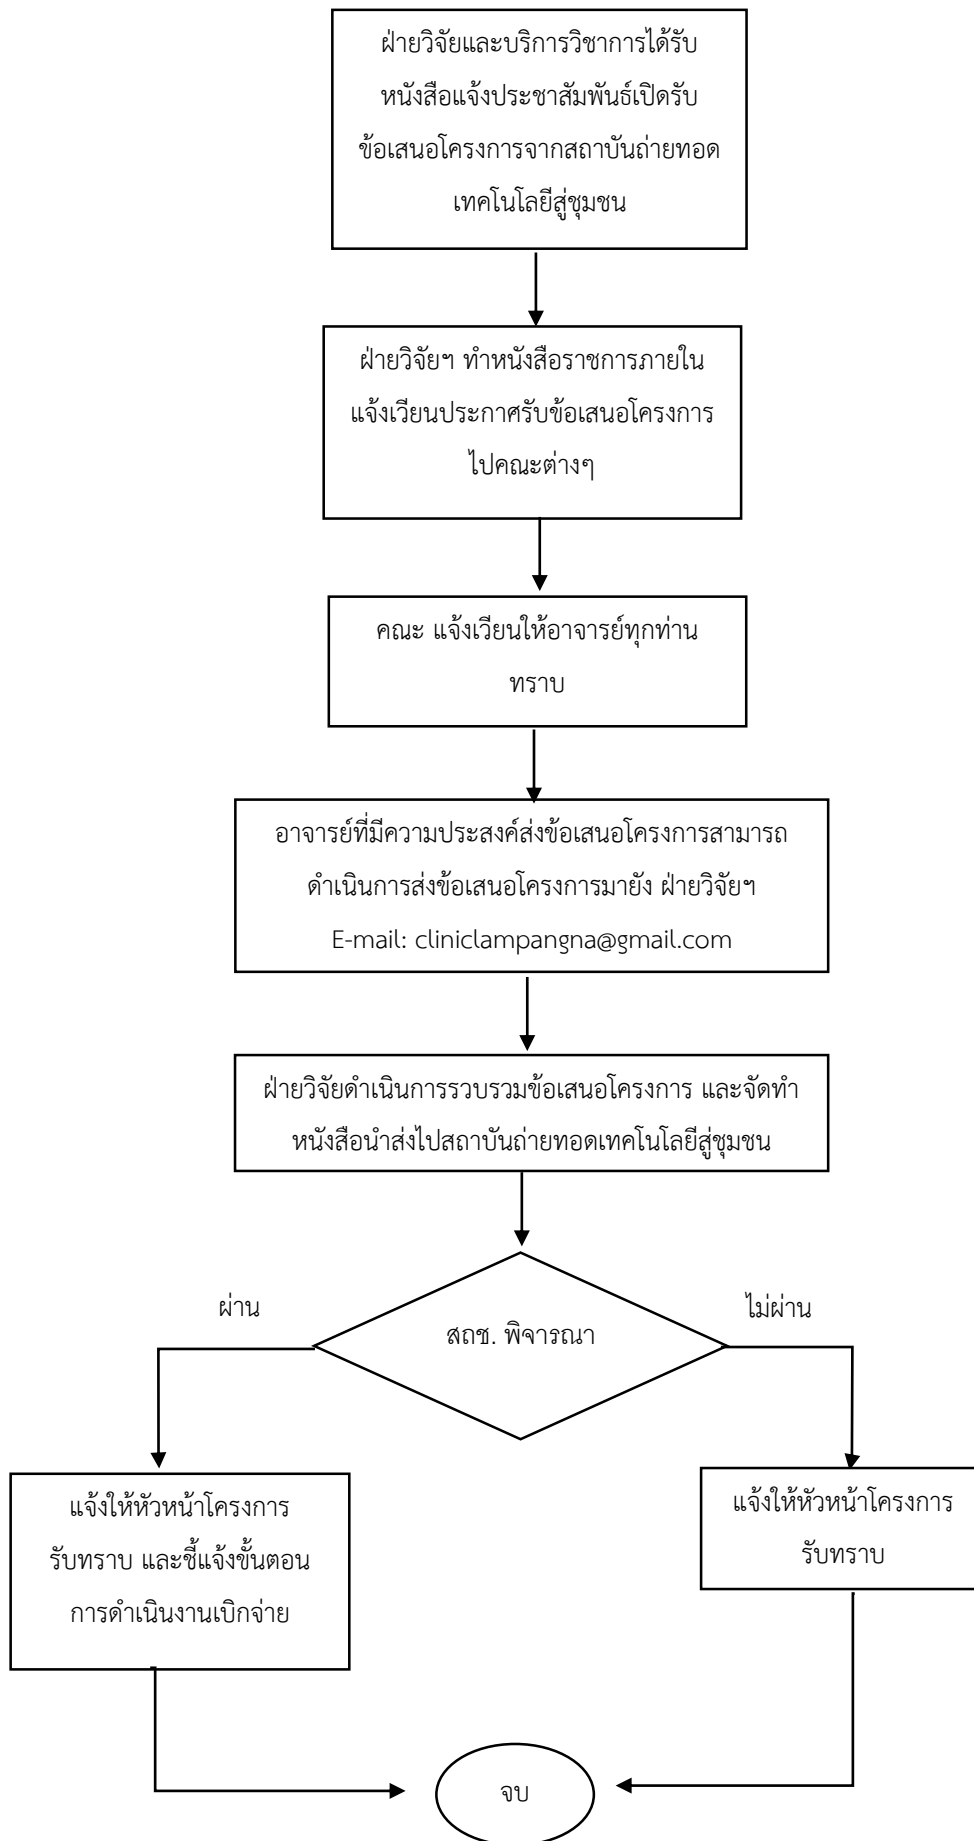 ฝ่ายวิจัยและบริการวิชาการได้รับ
หนังสือแจ้งประชาสัมพันธ์เปิดรับ
ข้อเสนอโครงการจากสถาบันถ่ายทอด
เทคโนโลยีสู่ชุมชน
ฝ่ายวิจัยฯ ทำหนังสือราชการภายใน
แจ้งเวียนประกาศรับข้อเสนอโครงการ
ไปคณะต่างๆ
คณะ แจ้งเวียนให้อาจารย์ทุกท่าน
ทราบ
อาจารย์ที่มีความประสงค์ส่งข้อเสนอโครงการสามารถ
ดำเนินการส่งข้อเสนอโครงการมายัง ฝ่ายวิจัยฯ
E-mail: cliniclampangna@gmail.com
ฝ่ายวิจัยดำเนินการรวบรวมข้อเสนอโครงการ และจัดทำ
หนังสือนำส่งไปสถาบันถ่ายทอดเทคโนโลยีสู่ชุมชน
ผ่าน
ไม่ผ่าน
สถช. พิจารณา
แจ้งให้หัวหน้าโครงการ
รับทราบ และชี้แจ้งขั้นตอน
การดำเนินงานเบิกจ่าย
แจ้งให้หัวหน้าโครงการ
รับทราบ
จบ